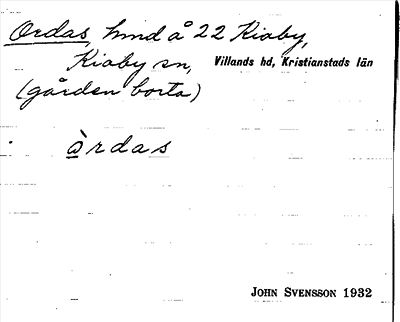 Ordas, hmd å 22 Kiaby,
Kiaby sn, Villands hd, Kristianstads län
(gården borta)
òrdas
JOHN SVENSSON 1932